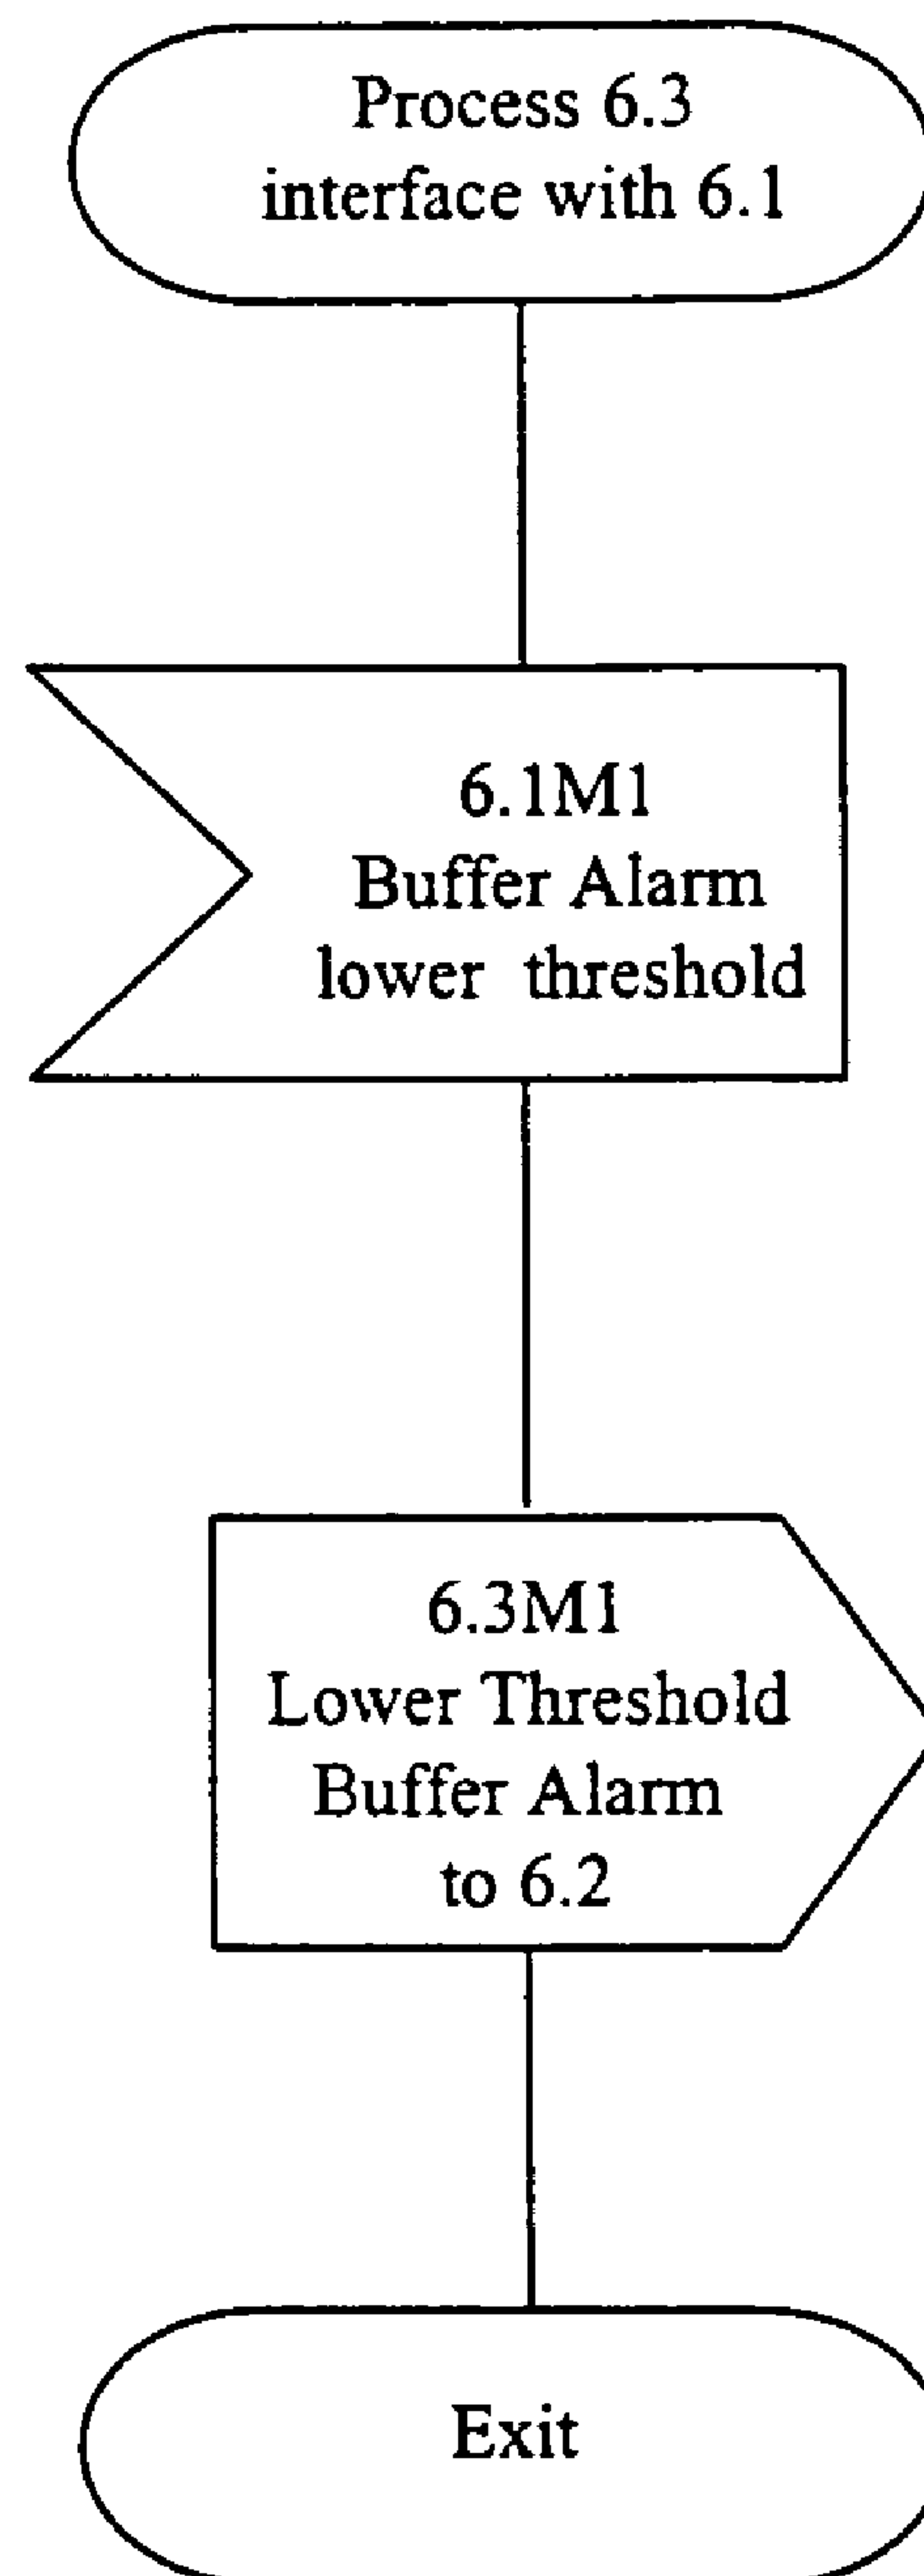 Process 6.3
interface with 6.1
6.1M1
Buffer Alarm
lower threshold
6.3M1
Lower Threshold
Buffer Alarm
to 6.2
Exit